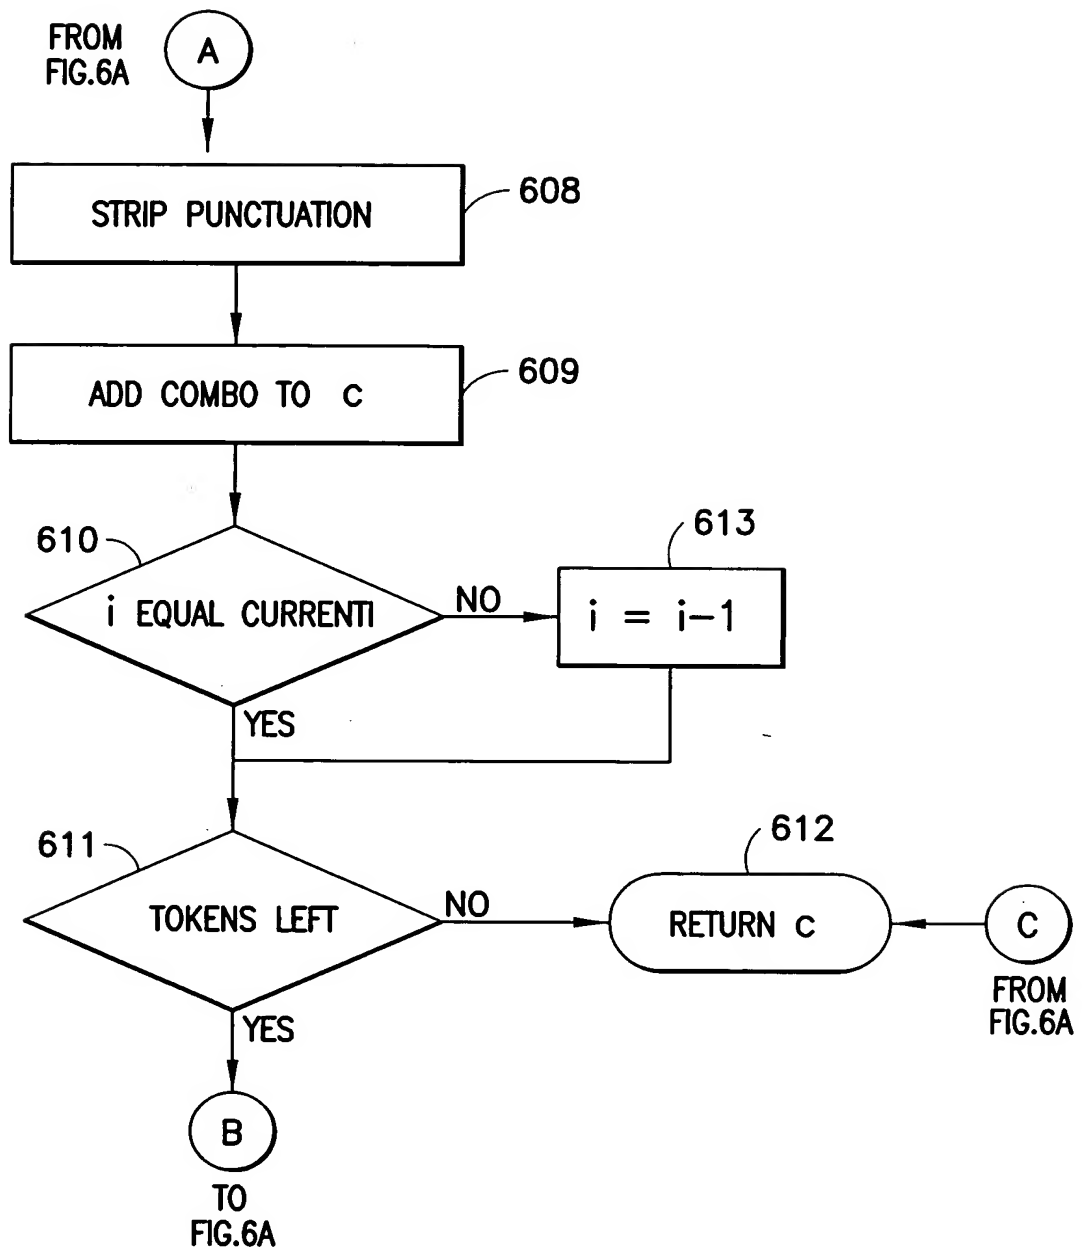 FROM
FIG.6A
A
STRIP PUNCTUATION
608
ADD COMBO TO c
609
610
i EQUAL CURRENTI
NO
613
i = i-1
YES
611
TOKENS LEFT
NO
612
RETURN c
C
FROM
FIG.6A
YES
B
TO
FIG.6A